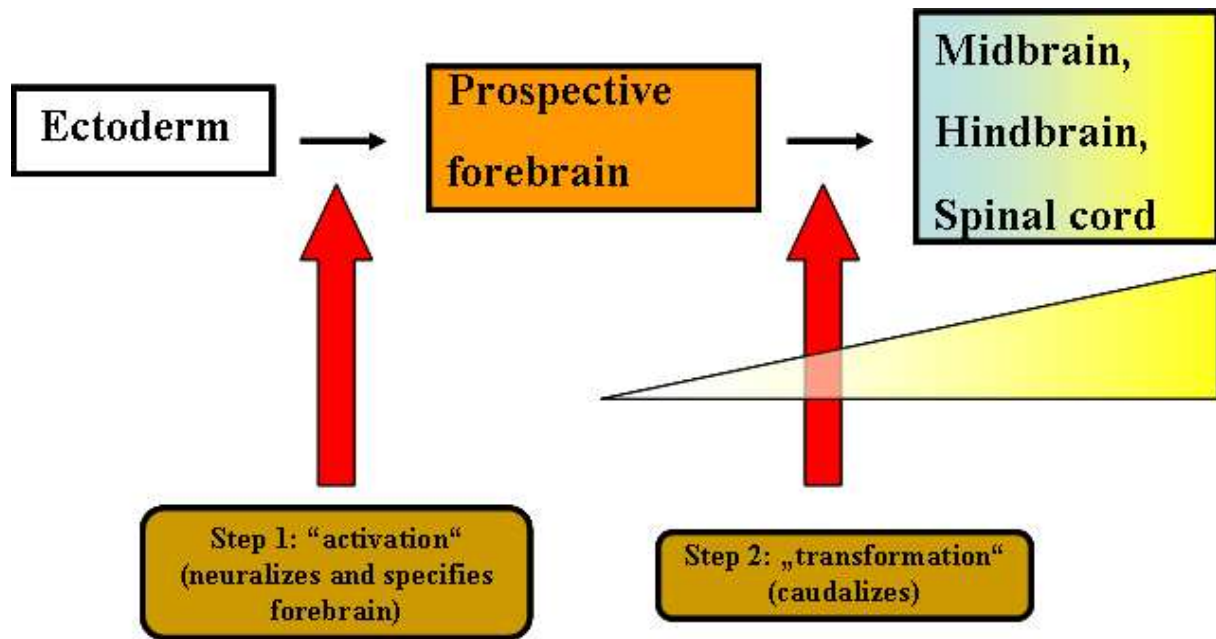 Ectoderm
Prospective
forebrain
Midbrain,
Hindbrain,
Spinal cord
Step 1: “activation“
(neuralizes and specifies
forebrain)
Step 2: „transformation“
(caudalizes)